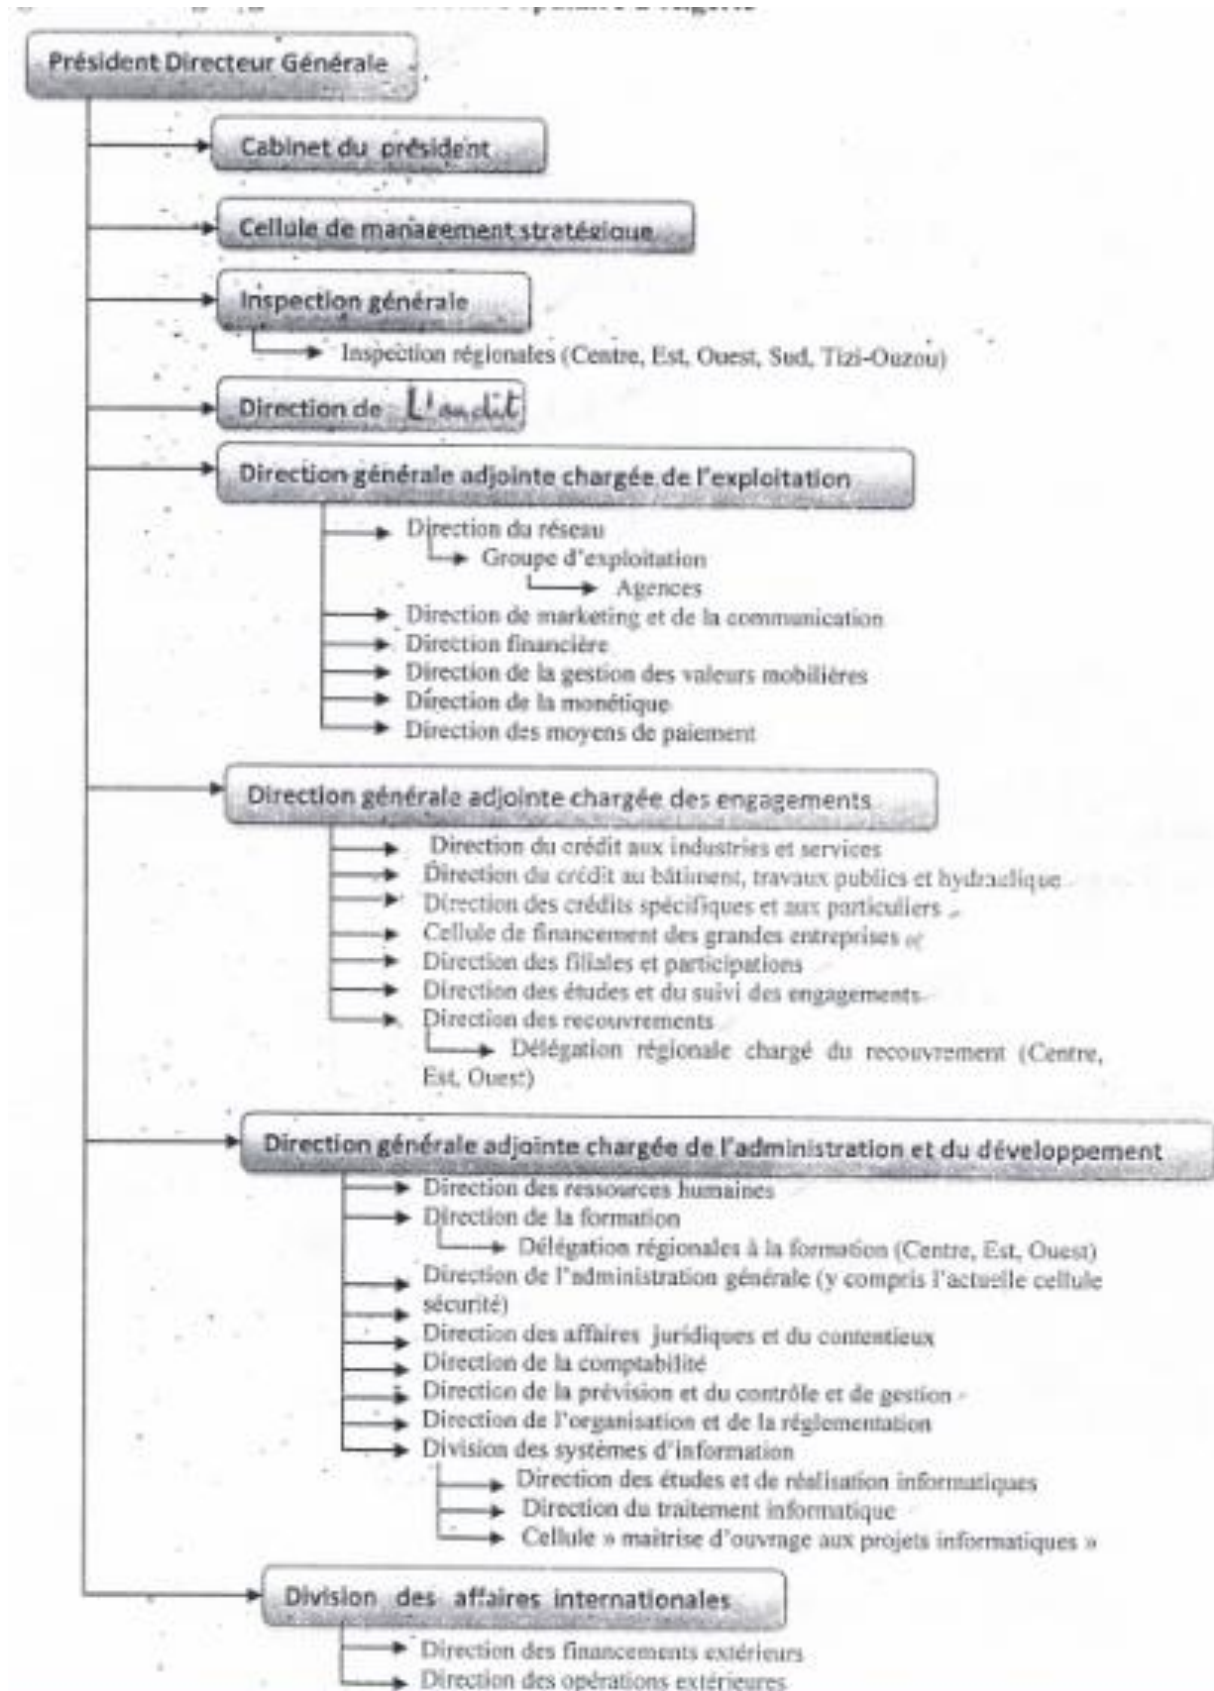 Président Directeur Générale
Cabinet du président
Cellule de management stratégique
Inspection générale
Inspection régionales (Centre, Est, Ouest, Sud, Tizi-Ouzou)
Direction de L'audit
Direction générale adjointe chargée de l'exploitation
Direction du réseau
Groupe d'exploitation
Agences
Direction de marketing et de la communication
Direction financière
Direction de la gestion des valeurs mobilières
Direction de la monétique
Direction des moyens de paiement
Direction générale adjointe chargée des engagements
Direction du crédit aux industries et services
Direction du crédit au bâtiment, travaux publics et hydraulique
Direction des crédits spécifiques et aux particuliers
Cellule de financement des grandes entreprises
Direction des filiales et participations
Direction des études et du suivi des engagements
Direction des recouvrements
Délégation régionale chargé du recouvrement (Centre,
Est, Ouest)
Direction générale adjointe chargée de l'administration et du développement
Direction des ressources humaines
Direction de la formation
Délégation régionales à la formation (Centre, Est, Ouest)
Direction de l'administration générale (y compris l'actuelle cellule
sécurité)
Direction des affaires juridiques et du contentieux
Direction de la comptabilité
Direction de la prévision et du contrôle et de gestion
Direction de l'organisation et de la réglementation
Division des systèmes d'information
Direction des études et de réalisation informatiques
Direction du traitement informatique
Cellule » maitrise d'ouvrage aux projets informatiques »
Division des affaires internationales
Direction des financements extérieurs
Direction des opérations extérieures